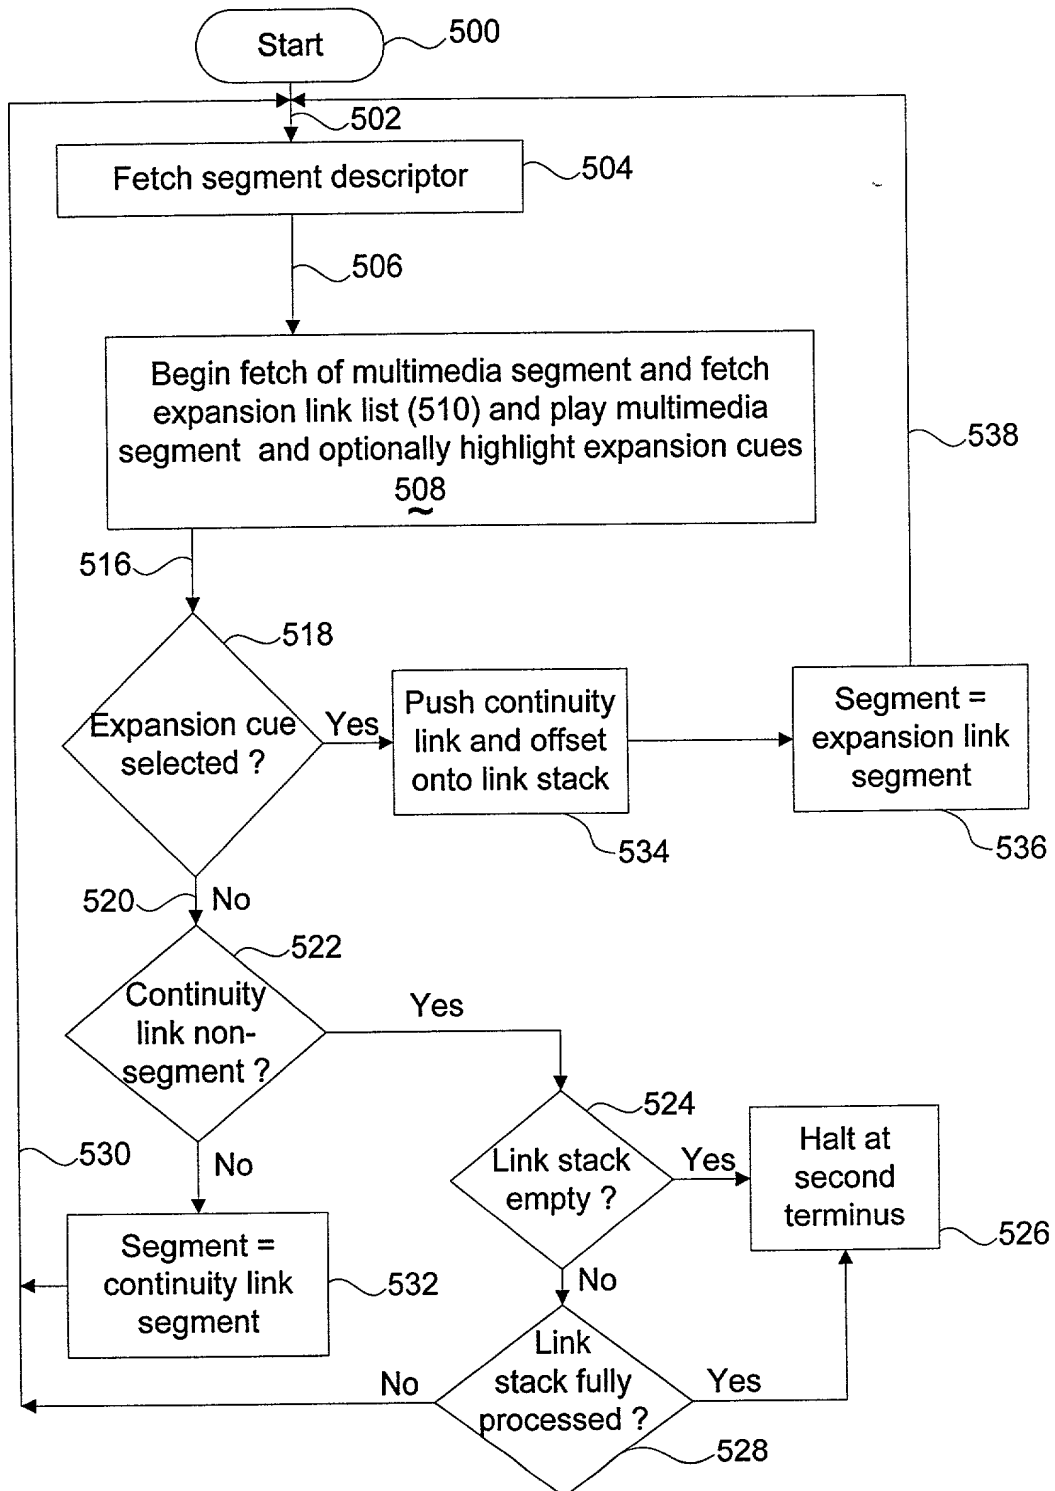 Start
500
502
Fetch segment descriptor
504
506
Begin fetch of multimedia segment and fetch
expansion link list (510) and play multimedia
segment and optionally highlight expansion cues
508
538
516
518
Expansion cue
selected ?
Yes
Push continuity
link and offset
onto link stack
534
Segment =
expansion link
segment
536
520
No
522
Continuity
link non-
segment ?
Yes
524
Link stack
empty ?
Yes
Halt at
second
terminus
526
530
No
Segment =
continuity link
segment
532
No
Link
stack fully
processed ?
No
Yes
528